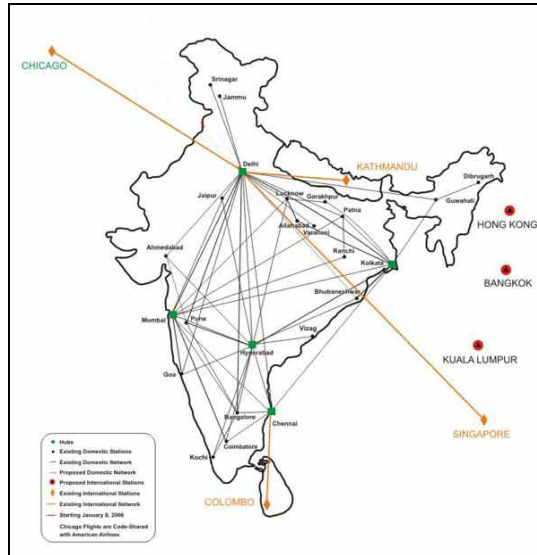 CHICAGO
Srinagar
Jammu
Delhi
KATHMANDU
Dibrugarh
Jaipur
Lucknow
Gorakhpur
Guwahati
Patna
HONG KONG
Allahabad
Varanasi
Ahmedabad
Ranchi
Kolkata
BANGKOK
Bhubaneshwar
Mumbai
Pune
Vizag
Hyderabad
KUALA LUMPUR
Goa
Bangalore
Chennai
SINGAPORE
Coimbatore
Kochi
COLOMBO
Hubs
Existing Domestic Stations
Existing Domestic Network
Proposed Domestic Network
Proposed International Stations
Existing International Stations
Existing International Network
Starting January 6, 2006
Chicago Flights are Code-Shared
with American Airlines